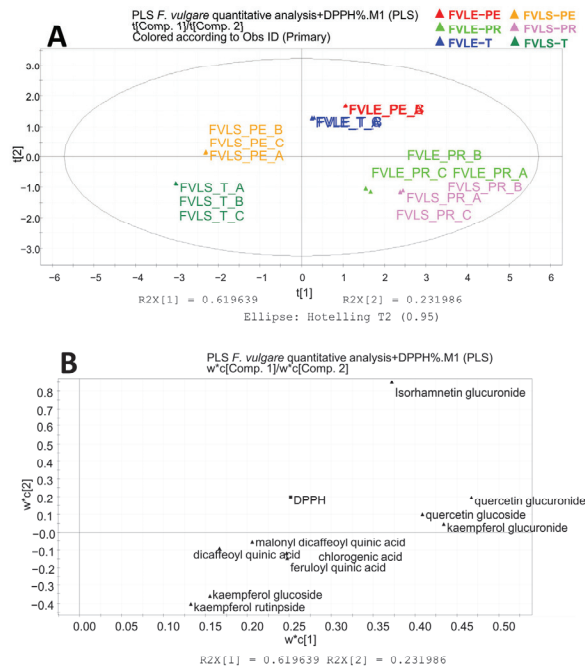 A
PLS F. vulgare quantitative analysis+DPPH%.M1 (PLS)
t[Comp. 1]/t[Comp. 2]
Colored according to Obs ID (Primary)
FVLE-PE FVLS-PE
FVLE-PR FVLS-PR
FVLE-T FVLS-T
t[2]
3.0
2.0
1.0
0.0
-1.0
-2.0
-3.0
FVLE_PE_
FVLE_T_
FVLS_PE_B
FVLS_PE_C
FVLS_PE_A
FVLE_PR_B
FVLE_PR_C FVLE_PR_A
FVLS_T_A
FVLS_T_B
FVLS_T_C
FVLS_PR_B
FVLS_PR_A
FVLS_PR_C
-6 -5 -4 -3 -2 -1 0 1 2 3 4 5 6
t[1]
R2X[1] = 0.619639 R2X[2] = 0.231986
Ellipse: Hotelling T2 (0.95)
B
PLS F. vulgare quantitative analysis+DPPH%.M1 (PLS)
w*c[Comp. 1]/w*c[Comp. 2]
w*c[2]
0.8
0.6
0.4
0.2
0.1
-0.0
-0.1
-0.2
-0.3
-0.4
Isorhamnetin glucuronide
DPPH
quercetin glucuronide
quercetin glucoside
kaempferol glucuronide
malonyl dicaffeoyl quinic acid
dicaffeoyl quinic acid
chlorogenic acid
feruloyl quinic acid
kaempferol glucoside
kaempferol rutinpside
0.00 0.05 0.10 0.15 0.20 0.25 0.30 0.35 0.40 0.45 0.50
w*c[1]
R2X[1] = 0.619639 R2X[2] = 0.231986